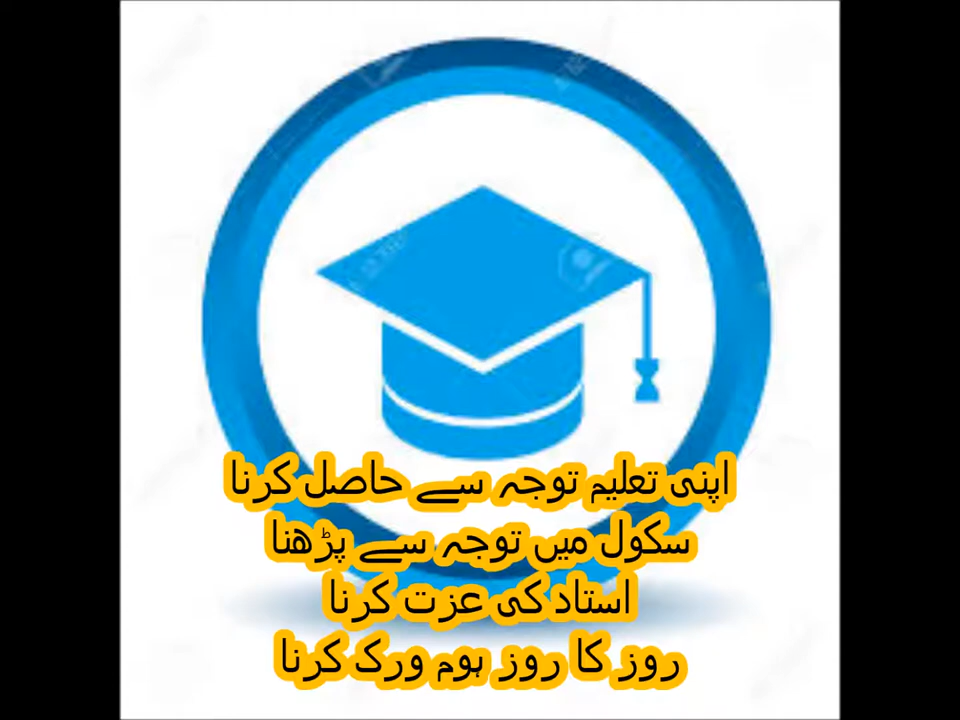 اپنی تعلیم توجہ سے حاصل کرنا
سکول میں توجہ سے پڑھنا
استاد کی عزت کرنا
روز کا روز ہوم ورک کرنا